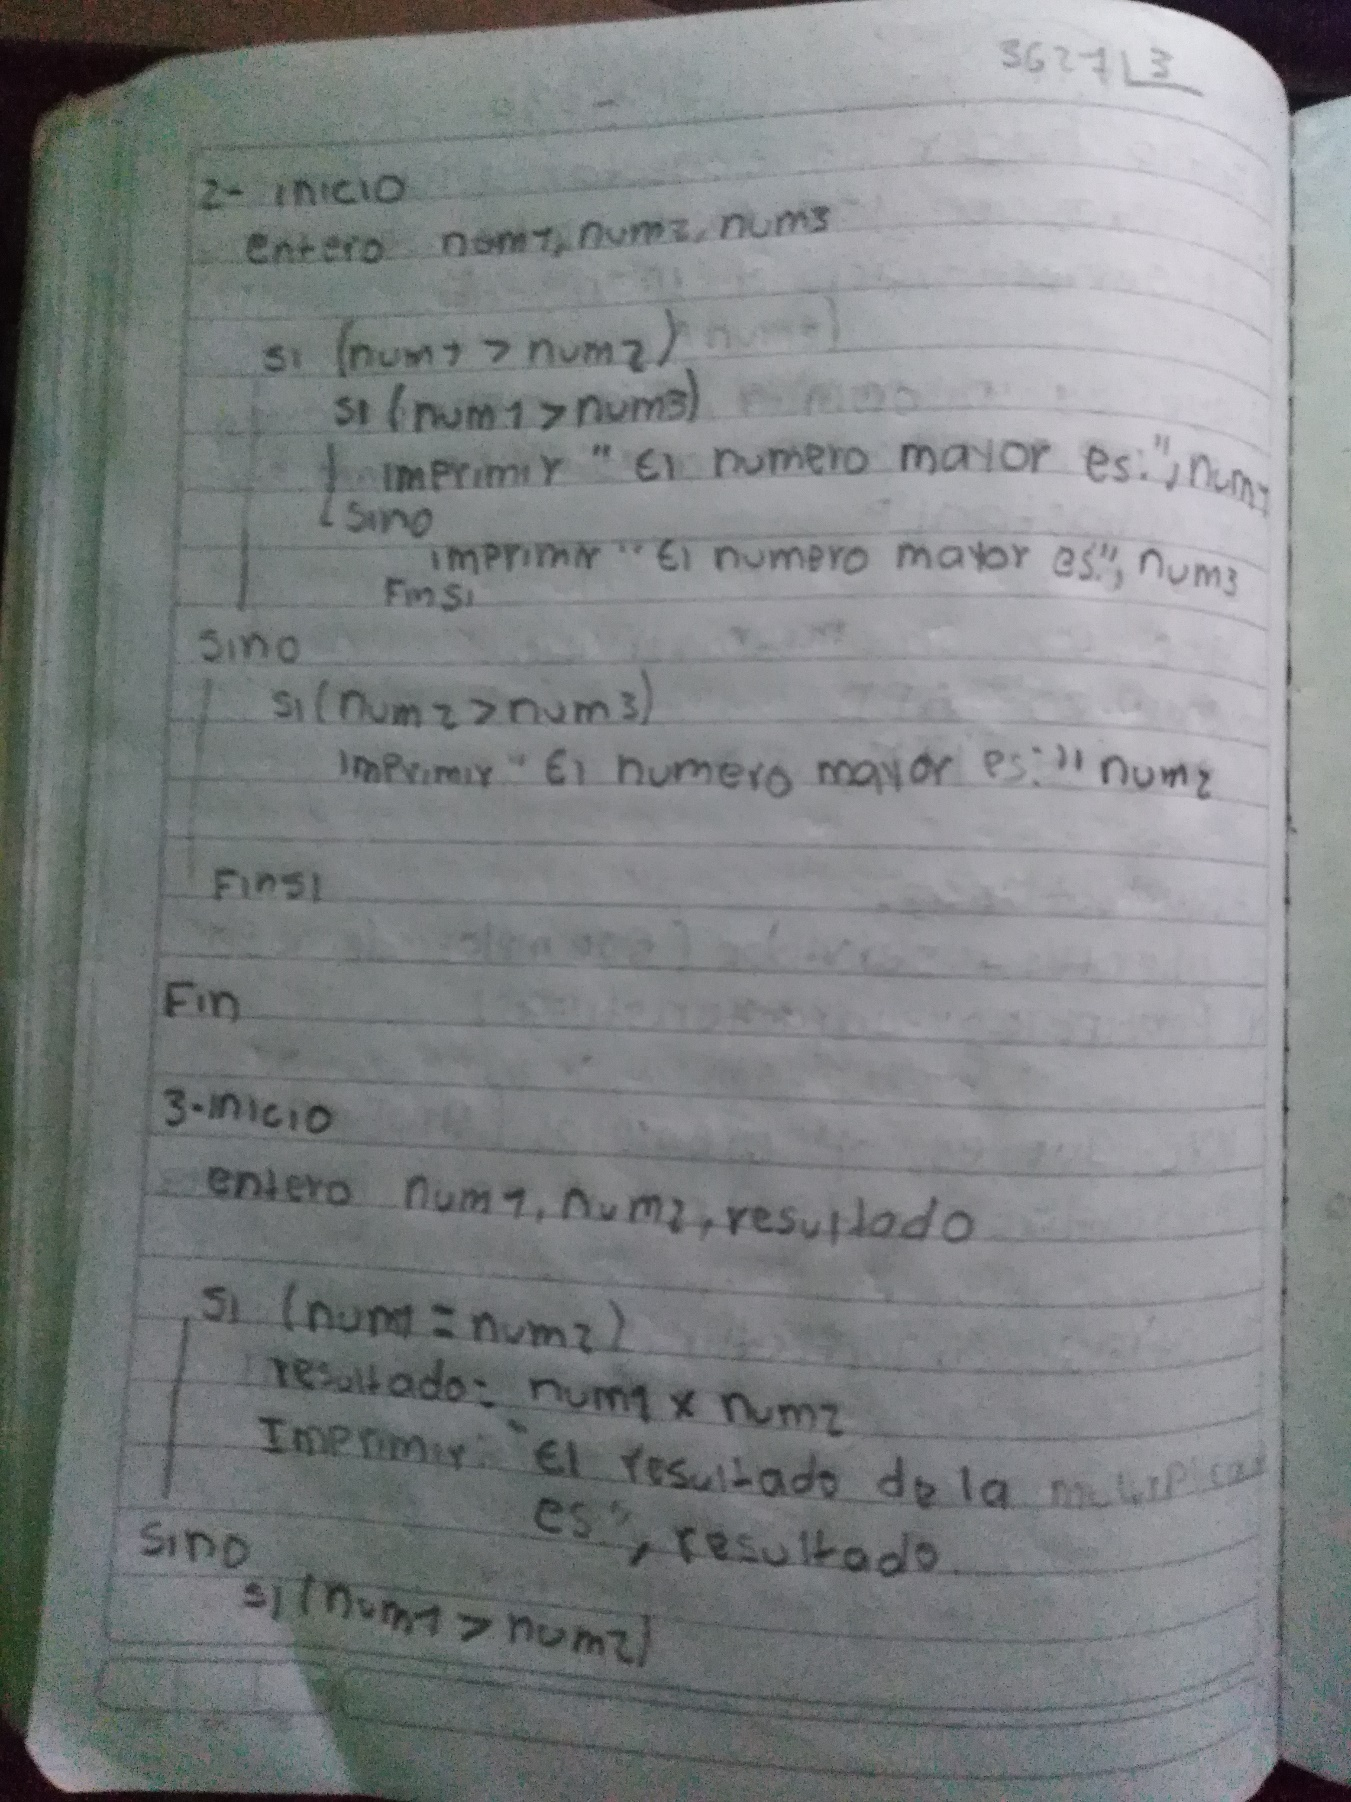 3627 | 3
2- inicio
entero num1, num2, num3
si (num1 > num2)
si (num1 > num3)
imprimir " El numero mayor es:", num1
Sino
imprimir " El numero mayor es:", num3
Finsi
Sino
si (num2 > num3)
imprimir " El numero mayor es:" num2
Finsi
Fin
3-inicio
entero num1, num2, resultado
Si (num1 = num2)
resultado= num1 x num2
Imprimir: "El resultado de la
es", resultado
Sino
si (num1 > num2)